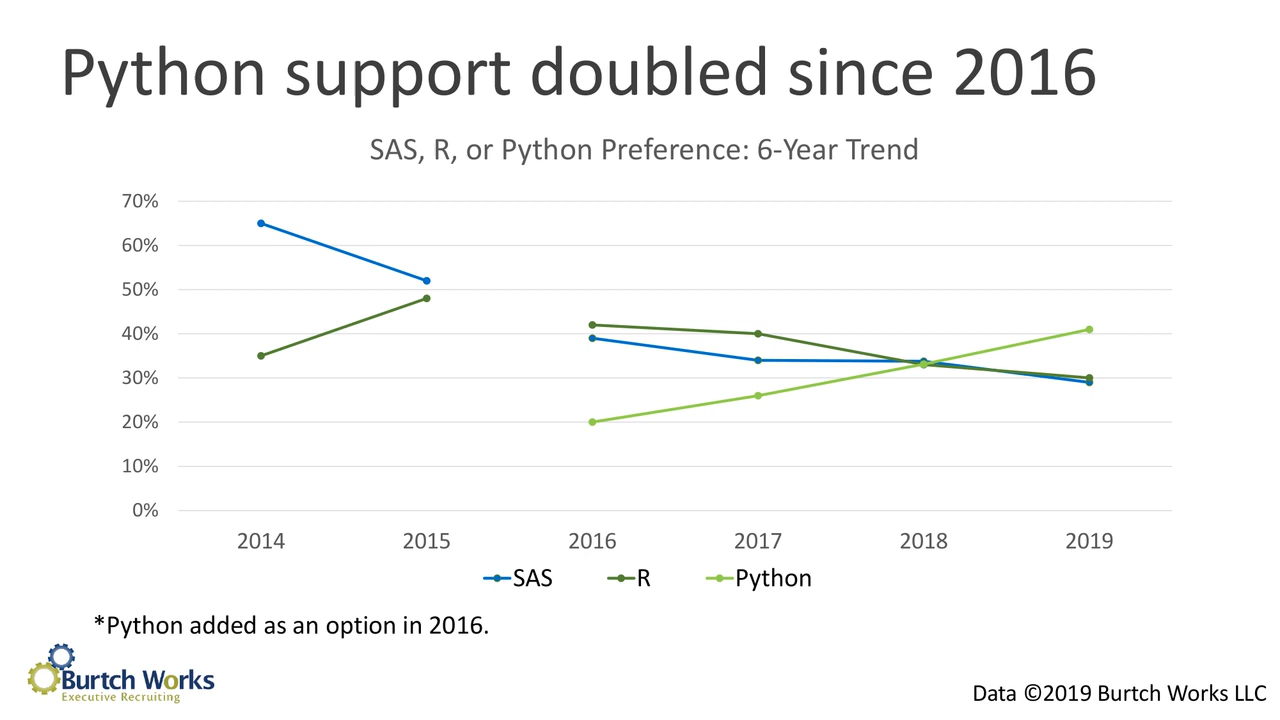 Python support doubled since 2016
SAS, R, or Python Preference: 6-Year Trend
70%
60%
50%
40%
30%
20%
10%
0%
2014 2015 2016 2017 2018 2019
SAS R Python
*Python added as an option in 2016.
Burtch Works
Executive Recruiting
Data ©2019 Burtch Works LLC